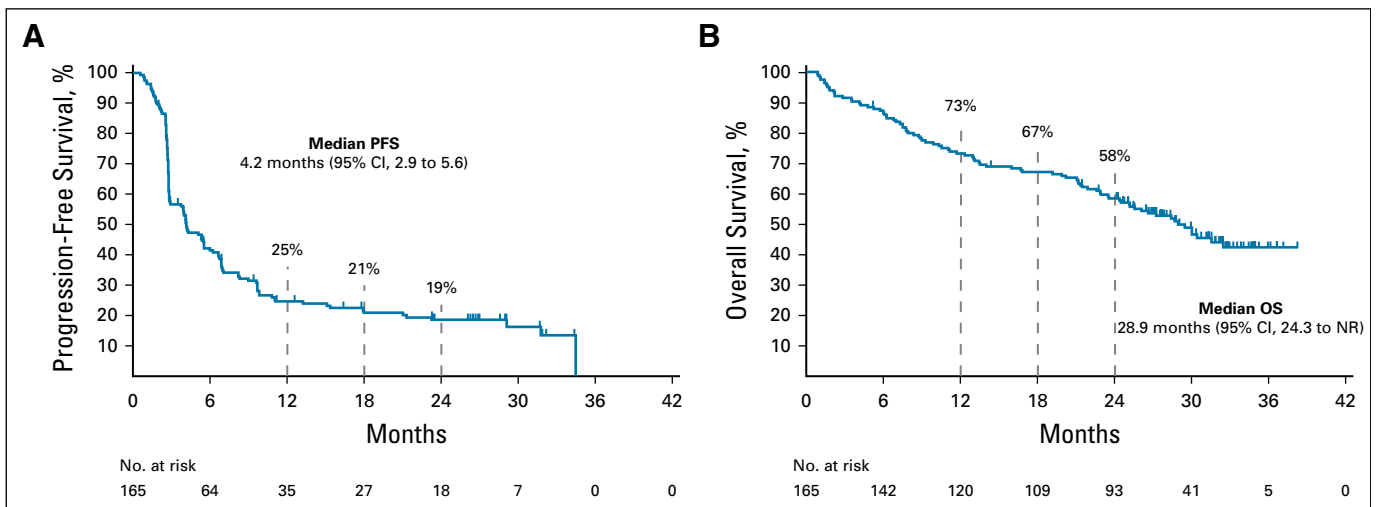 A
Progression-Free Survival, %
100
90
80
70
60
50
40
30
20
10
Median PFS
4.2 months (95% CI, 2.9 to 5.6)
25%
21%
19%
0 6 12 18 24 30 36 42
Months
No. at risk
165 64 35 27 18 7 0 0
B
Overall Survival, %
100
90
80
70
60
50
40
30
20
10
73%
67%
58%
Median OS
28.9 months (95% CI, 24.3 to NR)
0 6 12 18 24 30 36 42
Months
No. at risk
165 142 120 109 93 41 5 0